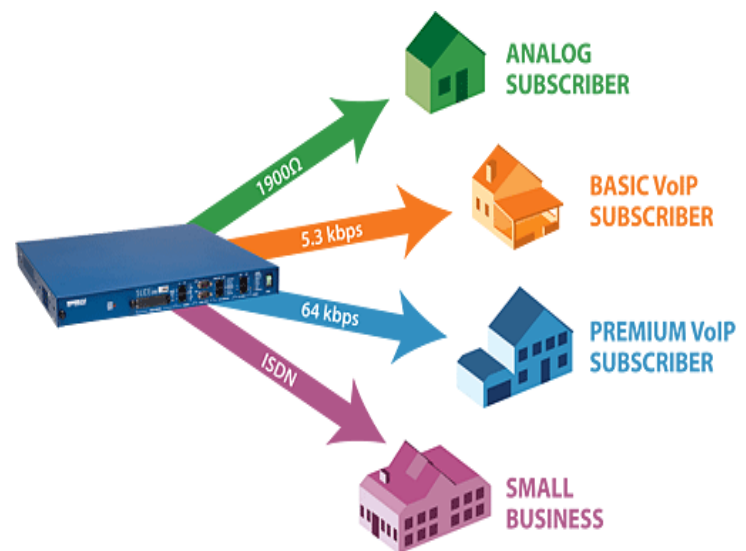 ANALOG
SUBSCRIBER
1900Ω
BASIC VoIP
SUBSCRIBER
5.3 kbps
64 kbps
PREMIUM VoIP
SUBSCRIBER
ISDN
SMALL
BUSINESS